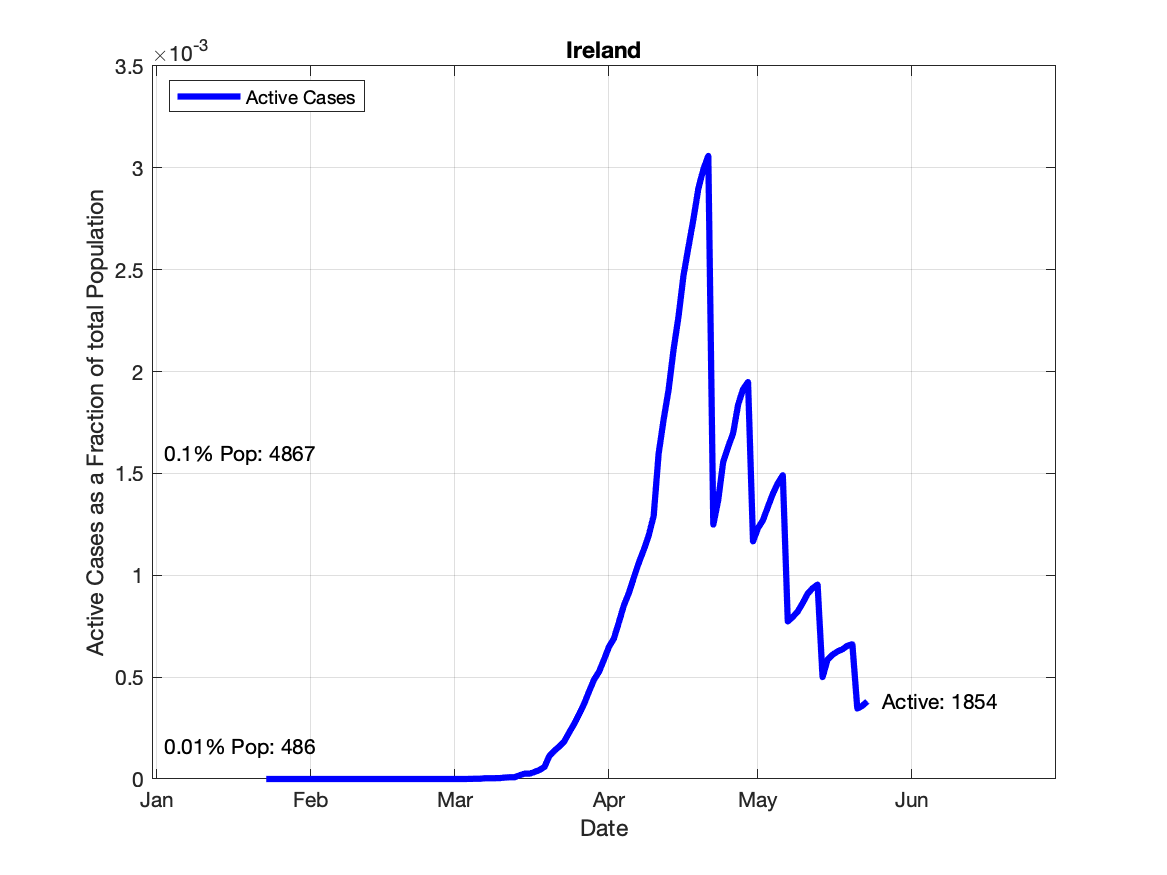 Ireland
×10⁻³
Active Cases
3.5
3
2.5
2
1.5
1
0.5
0
Active Cases as a Fraction of total Population
0.1% Pop: 4867
0.01% Pop: 486
Active: 1854
Jan Feb Mar Apr May Jun
Date